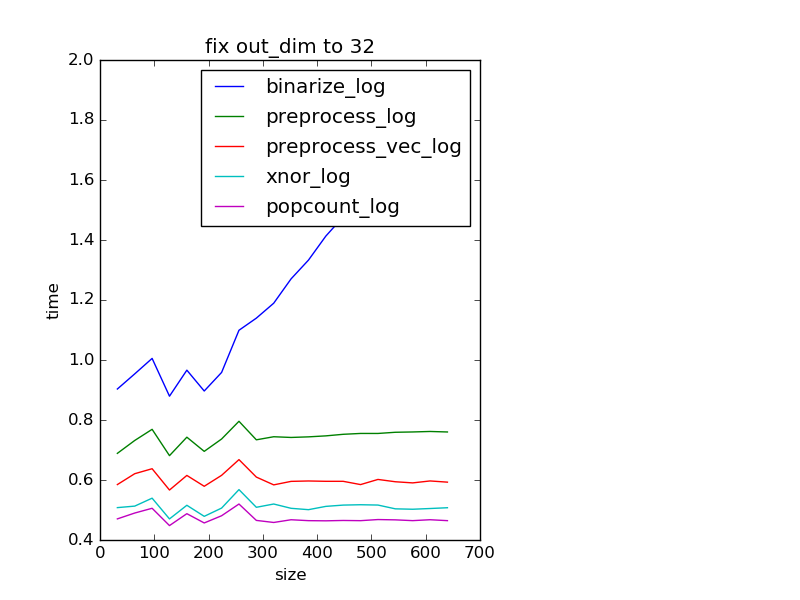 fix out_dim to 32
2.0
1.8
1.6
1.4
1.2
1.0
0.8
0.6
0.4
time
binarize_log
preprocess_log
preprocess_vec_log
xnor_log
popcount_log
0 100 200 300 400 500 600 700
size